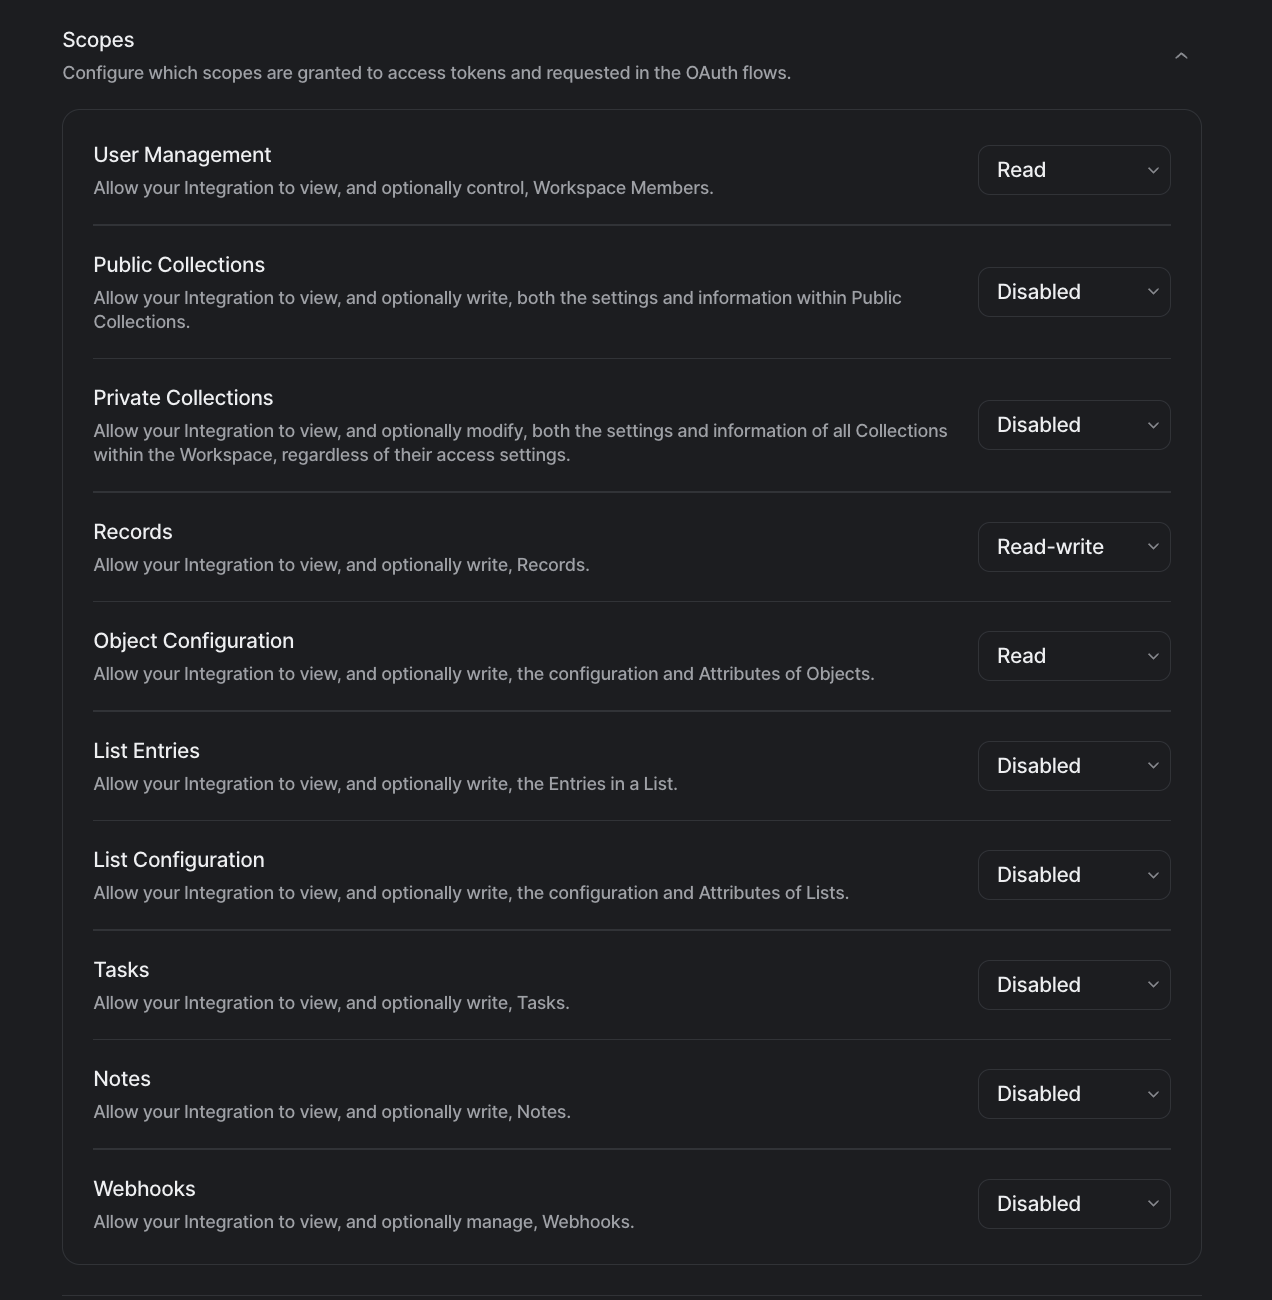 Scopes
Configure which scopes are granted to access tokens and requested in the OAuth flows.
User Management
Allow your Integration to view, and optionally control, Workspace Members.
Read
Public Collections
Allow your Integration to view, and optionally write, both the settings and information within Public
Collections.
Disabled
Private Collections
Allow your Integration to view, and optionally modify, both the settings and information of all Collections
within the Workspace, regardless of their access settings.
Disabled
Records
Allow your Integration to view, and optionally write, Records.
Read-write
Object Configuration
Allow your Integration to view, and optionally write, the configuration and Attributes of Objects.
Read
List Entries
Allow your Integration to view, and optionally write, the Entries in a List.
Disabled
List Configuration
Allow your Integration to view, and optionally write, the configuration and Attributes of Lists.
Disabled
Tasks
Allow your Integration to view, and optionally write, Tasks.
Disabled
Notes
Allow your Integration to view, and optionally write, Notes.
Disabled
Webhooks
Allow your Integration to view, and optionally manage, Webhooks.
Disabled